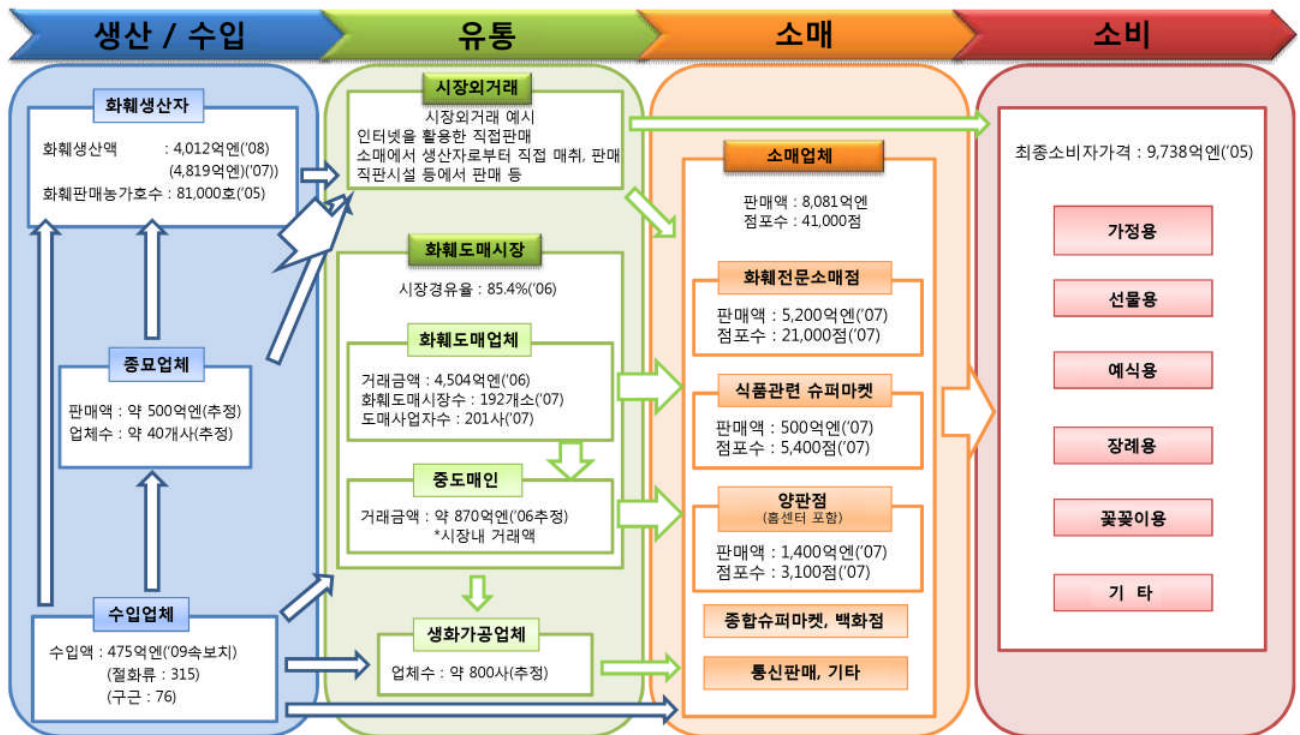 생산 / 수입
유통
소매
소비
화훼생산자
화훼생산액 : 4,012억엔('08)
(4,819억엔)('07))
화훼판매농가호수 : 81,000호('05)
종묘업체
판매액 : 약 500억엔(추정)
업체수 : 약 40개사(추정)
수입업체
수입액 : 475억엔('09속보치)
(절화류 : 315)
(구근 : 76)
시장외거래
시장외거래 예시
인터넷을 활용한 직접판매
소매에서 생산자로부터 직접 매취, 판매
직판시설 등에서 판매 등
화훼도매시장
시장경유율 : 85.4%('06)
화훼도매업체
거래금액 : 4,504억엔('06)
화훼도매시장수 : 192개소('07)
도매사업자수 : 201사('07)
중도매인
거래금액 : 약 870억엔('06추정)
*시장내 거래액
생화가공업체
업체수 : 약 800사(추정)
소매업체
판매액 : 8,081억엔
점포수 : 41,000점
화훼전문소매점
판매액 : 5,200억엔('07)
점포수 : 21,000점('07)
식품관련 슈퍼마켓
판매액 : 500억엔('07)
점포수 : 5,400점('07)
양판점
(홈센터 포함)
판매액 : 1,400억엔('07)
점포수 : 3,100점('07)
종합슈퍼마켓, 백화점
통신판매, 기타
최종소비자가격 : 9,738억엔('05)
가정용
선물용
예식용
장례용
꽃꽂이용
기 타